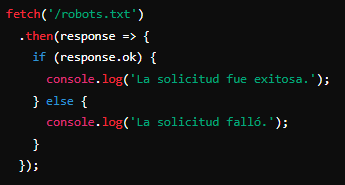 fetch('/robots.txt')
  .then(response => {
    if (response.ok) {
      console.log('La solicitud fue exitosa.');
    } else {
      console.log('La solicitud falló.');
    }
  });